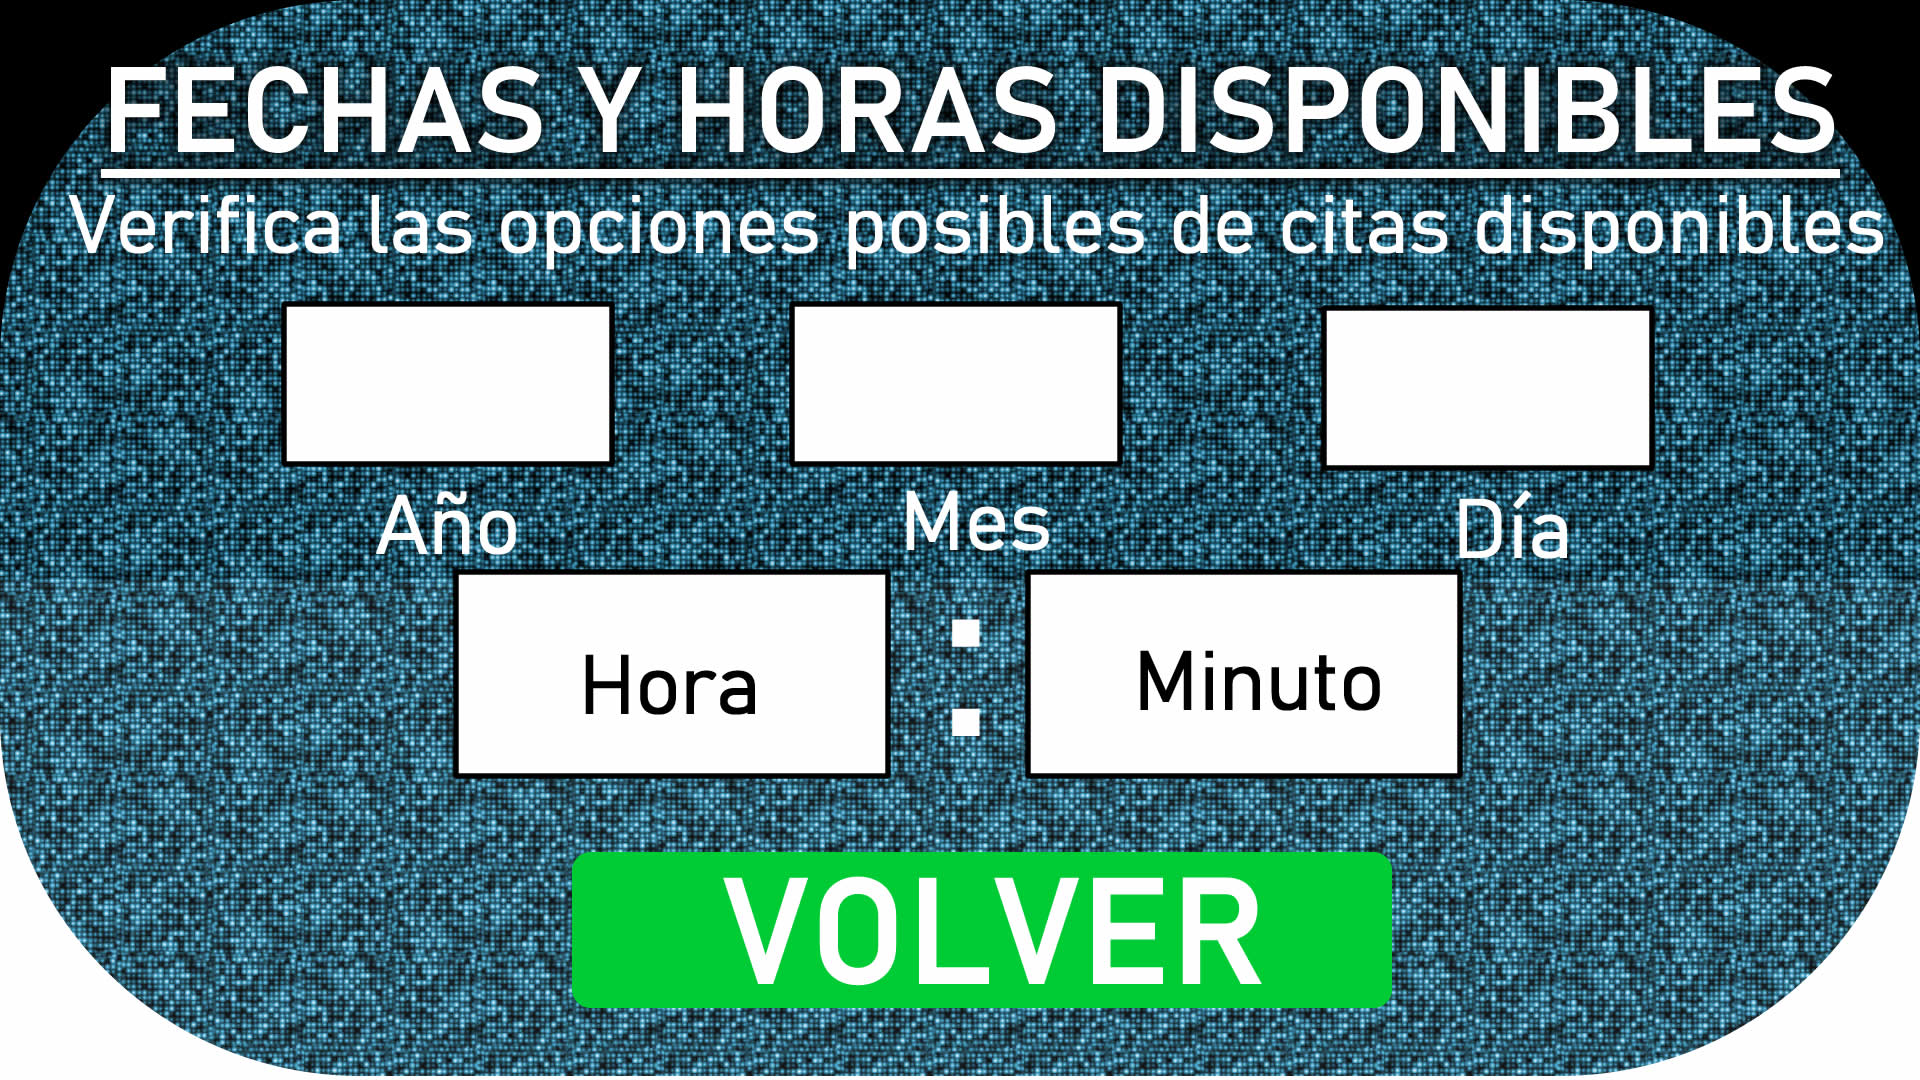 FECHAS Y HORAS DISPONIBLES
Verifica las opciones posibles de citas disponibles
Año Mes Día
Hora : Minuto
VOLVER